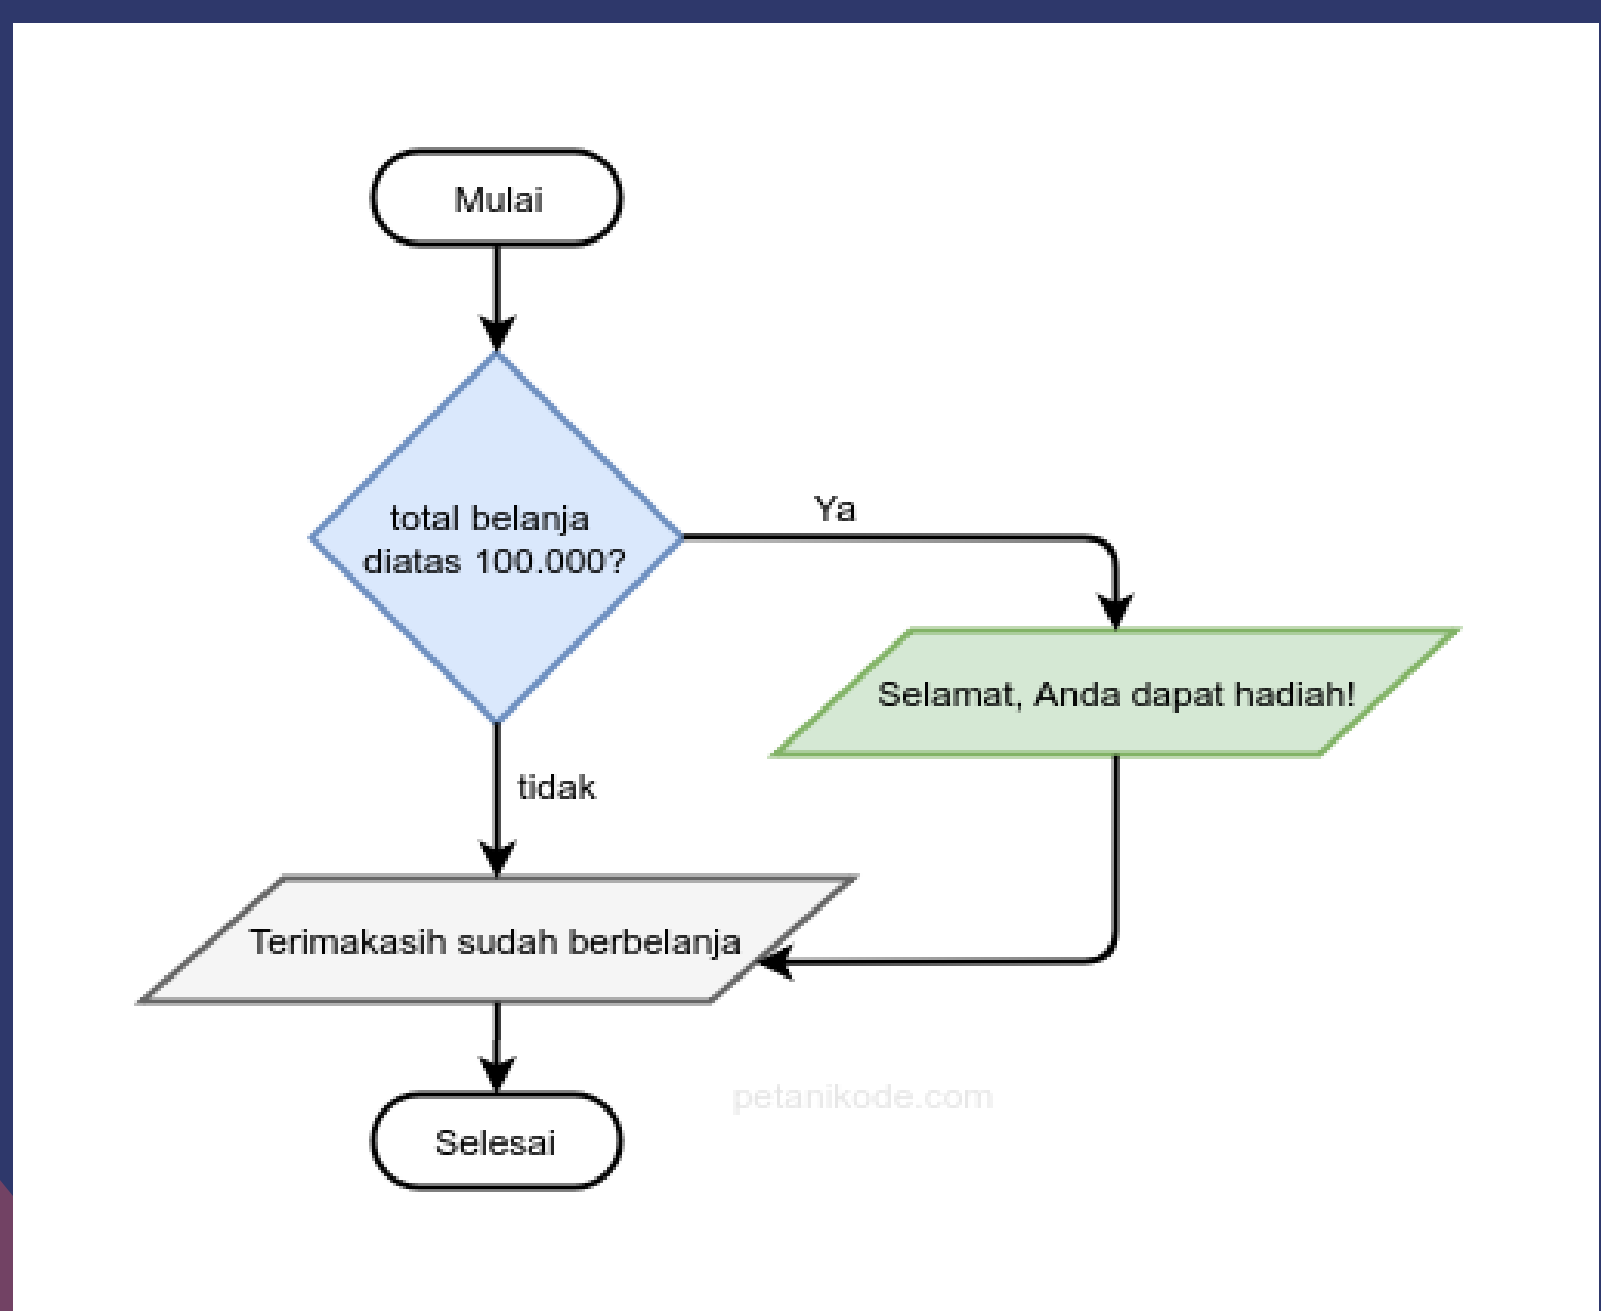 Mulai
total belanja
diatas 100.000?
Ya
Selamat, Anda dapat hadiah!
tidak
Terimakasih sudah berbelanja
petanikode.com
Selesai